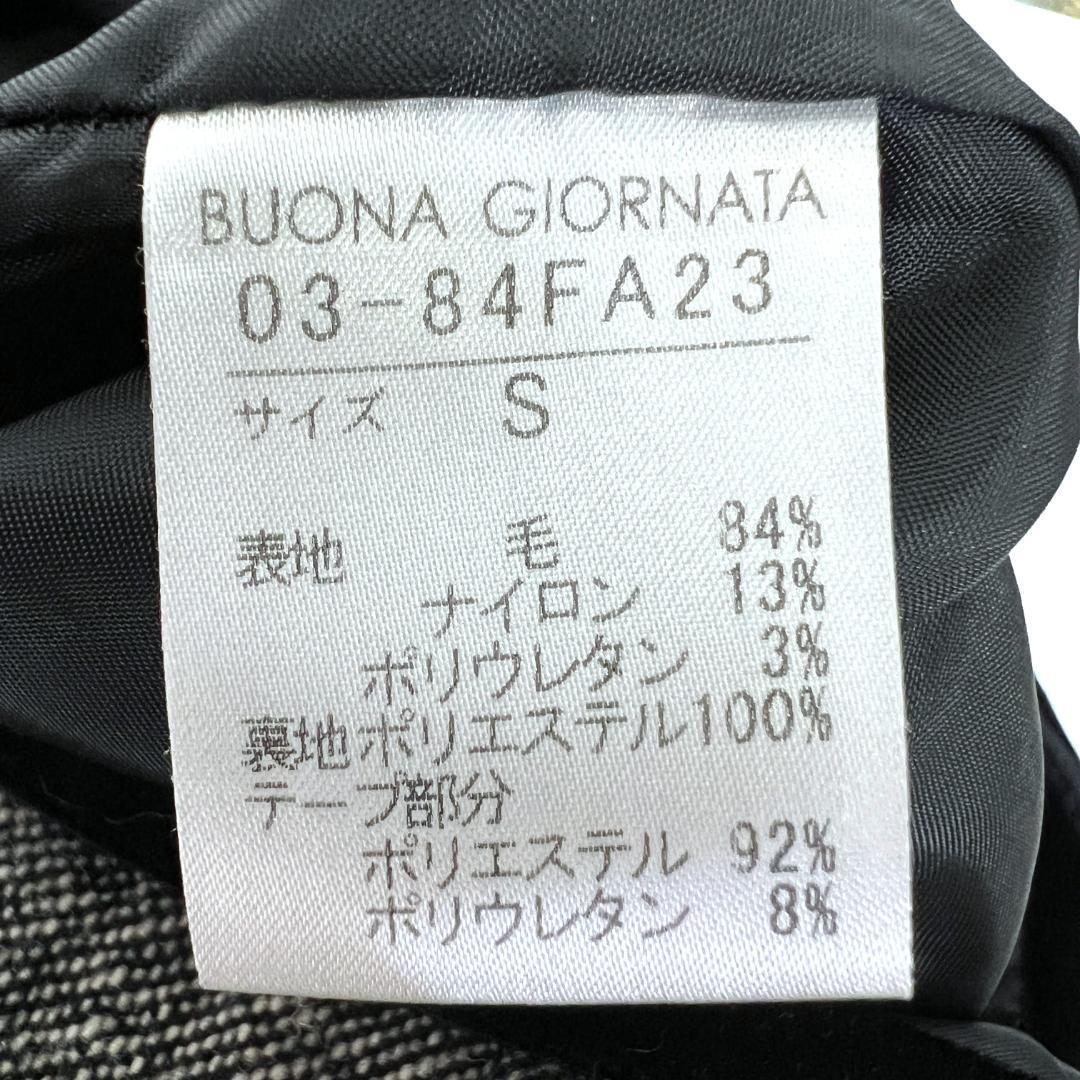 BUONA GIORNATA
03-84FA23
サイズ S
表地 毛 84%
ナイロン 13%
ポリウレタン 3%
裏地ポリエステル100%
テープ部分
ポリエステル 92%
ポリウレタン 8%